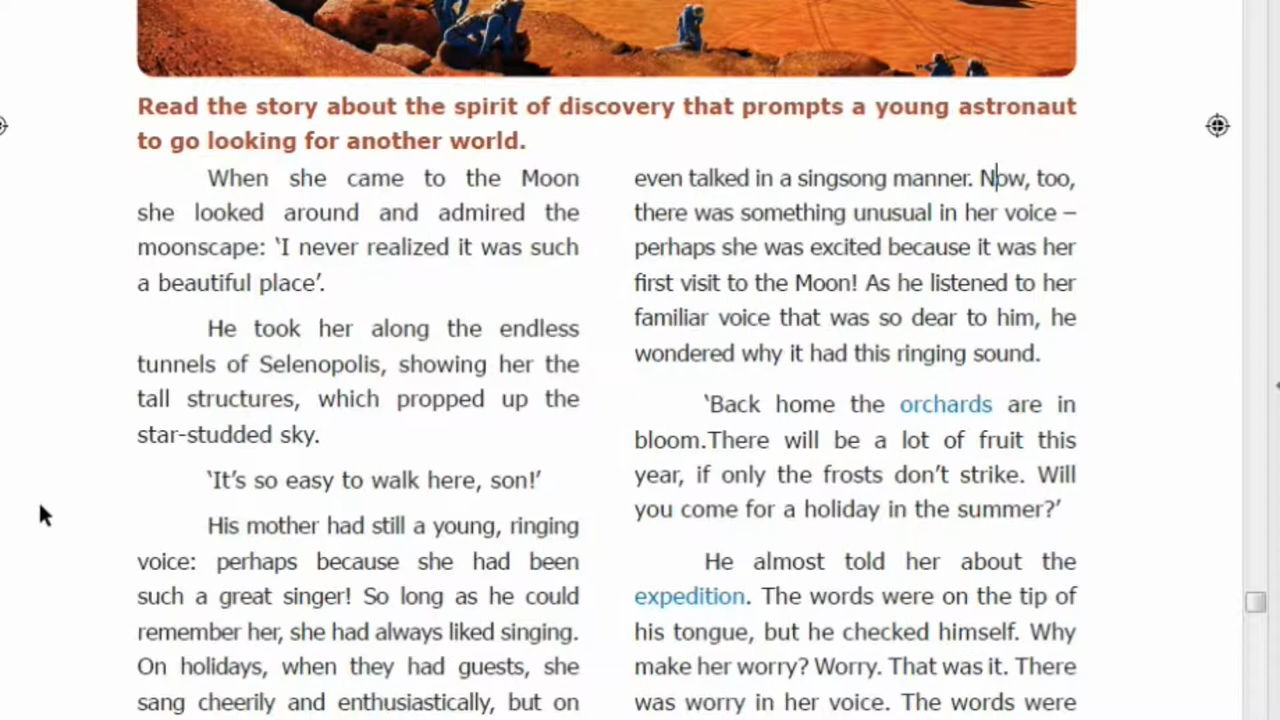 Read the story about the spirit of discovery that prompts a young astronaut
to go looking for another world.
When she came to the Moon
she looked around and admired the
moonscape: ‘I never realized it was such
a beautiful place’.
He took her along the endless
tunnels of Selenopolis, showing her the
tall structures, which propped up the
star-studded sky.
‘It’s so easy to walk here, son!’
His mother had still a young, ringing
voice: perhaps because she had been
such a great singer! So long as he could
remember her, she had always liked singing.
On holidays, when they had guests, she
sang cheerily and enthusiastically, but on
even talked in a singsong manner. Now, too,
there was something unusual in her voice –
perhaps she was excited because it was her
first visit to the Moon! As he listened to her
familiar voice that was so dear to him, he
wondered why it had this ringing sound.
‘Back home the orchards are in
bloom.There will be a lot of fruit this
year, if only the frosts don’t strike. Will
you come for a holiday in the summer?’
He almost told her about the
expedition. The words were on the tip of
his tongue, but he checked himself. Why
make her worry? Worry. That was it. There
was worry in her voice. The words were